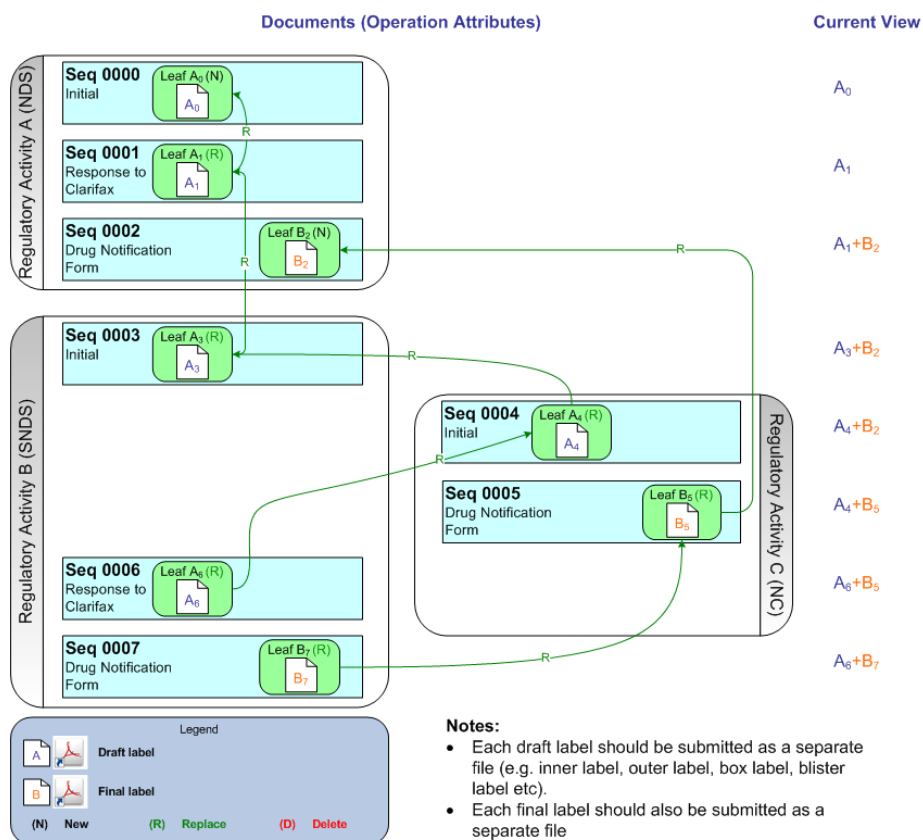 Documents (Operation Attributes)
Current View
Regulatory Activity A (NDS)
Seq 0000
Initial
Leaf A0 (N)
A0
A0
R
Seq 0001
Response to
Clarifax
Leaf A1 (R)
A1
A1
Seq 0002
Drug Notification
Form
Leaf B2 (N)
B2
R
A1+B2
R
Regulatory Activity B (SNDS)
Seq 0003
Initial
Leaf A3 (R)
A3
R
A3+B2
Seq 0004
Initial
Leaf A4 (R)
A4
Regulatory Activity C (NC)
A4+B2
R
Seq 0005
Drug Notification
Form
Leaf B5 (R)
B5
A4+B5
Seq 0006
Response to
Clarifax
Leaf A6 (R)
A6
A6+B5
Seq 0007
Drug Notification
Form
Leaf B7 (R)
B7
R
A6+B7
Legend
A
Draft label
B
Final label
(N) New (R) Replace (D) Delete
Notes:
• Each draft label should be submitted as a separate
file (e.g. inner label, outer label, box label, blister
label etc).
• Each final label should also be submitted as a
separate file